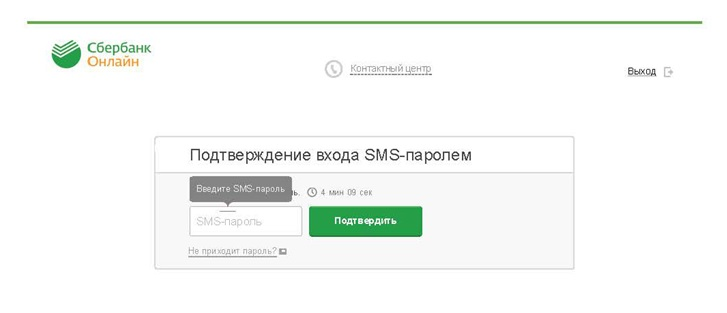 Сбербанк
Онлайн
Контактный центр
Выход
Подтверждение входа SMS-паролем
Введите SMS-пароль
4 мин 09 сек
SMS-пароль
Подтвердить
Не приходит пароль?